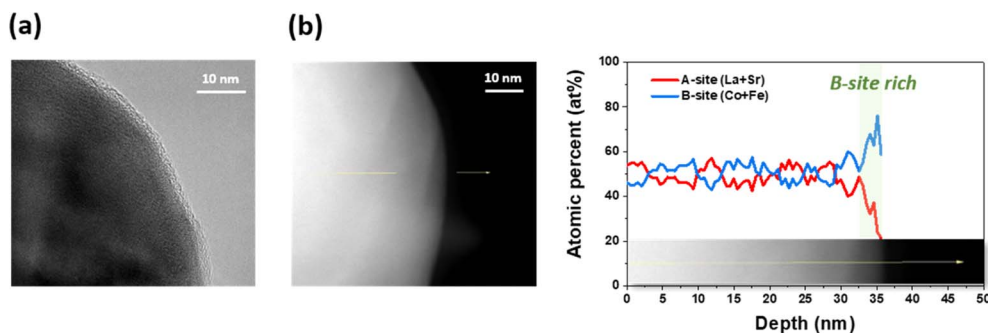 (a)
10 nm
(b)
10 nm
Atomic percent (at%)
100
80
60
40
20
0
A-site (La+Sr)
B-site (Co+Fe)
B-site rich
0 5 10 15 20 25 30 35 40 45 50
Depth (nm)